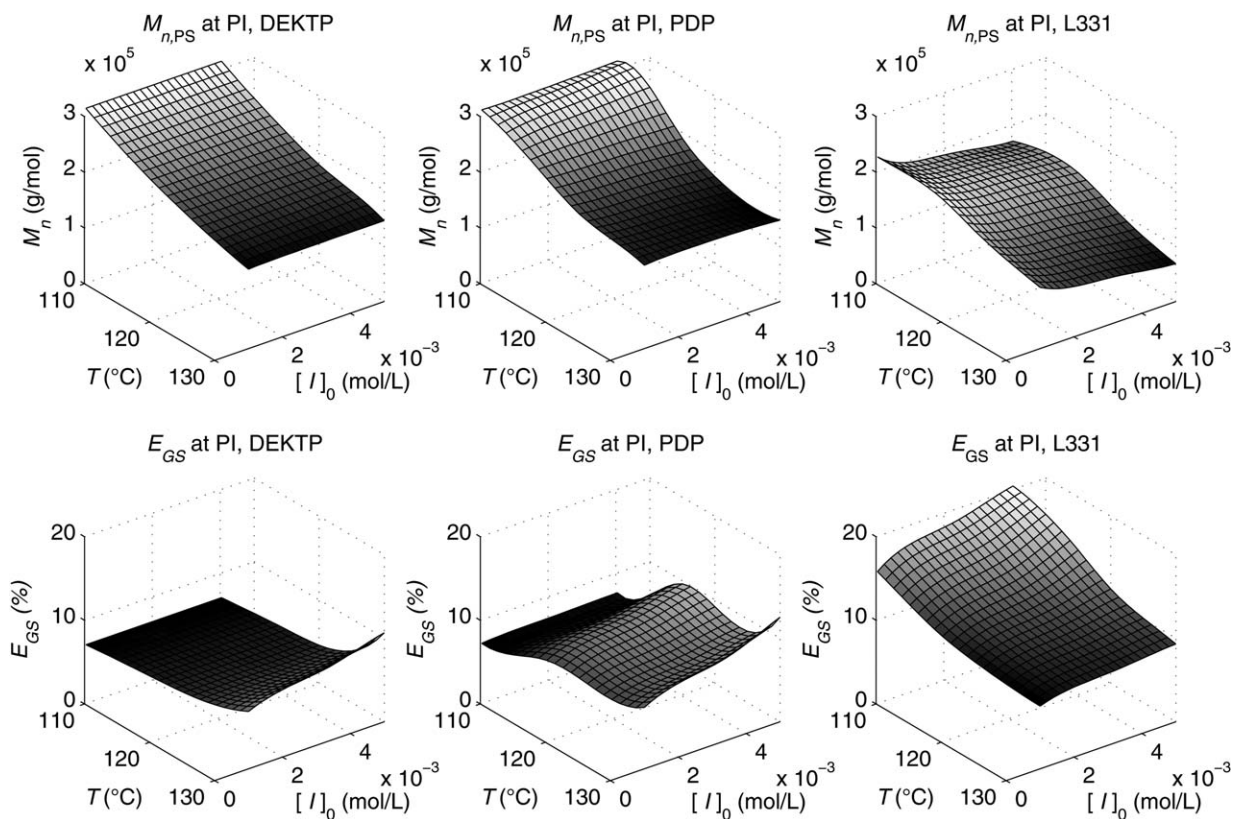 M_n,PS at PI, DEKTP
x 10^5
3
2
1
0
M_n (g/mol)
110
120
130
T (°C)
0
2
4
x 10^−3
[ I ]_0 (mol/L)
M_n,PS at PI, PDP
x 10^5
3
2
1
0
M_n (g/mol)
110
120
130
T (°C)
0
2
4
x 10^−3
[ I ]_0 (mol/L)
M_n,PS at PI, L331
x 10^5
3
2
1
0
M_n (g/mol)
110
120
130
T (°C)
0
2
4
x 10^−3
[ I ]_0 (mol/L)
E_GS at PI, DEKTP
20
10
0
E_GS (%)
110
120
130
T (°C)
0
2
4
x 10^−3
[ I ]_0 (mol/L)
E_GS at PI, PDP
20
10
0
E_GS (%)
110
120
130
T (°C)
0
2
4
x 10^−3
[ I ]_0 (mol/L)
E_GS at PI, L331
20
10
0
E_GS (%)
110
120
130
T (°C)
0
2
4
x 10^−3
[ I ]_0 (mol/L)